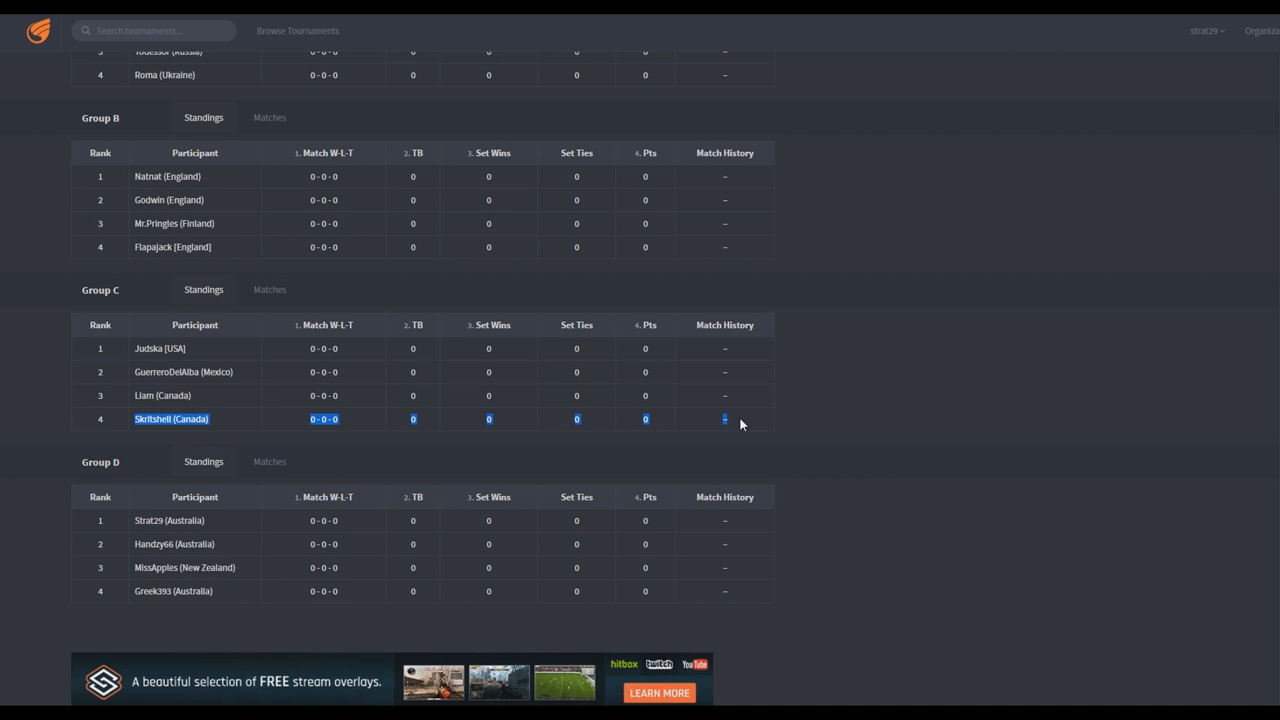 Search tournaments... Browse Tournaments strat29 Organiza
3 (Russia) 0 - 0 - 0 0 0 0 0 –
4 Roma (Ukraine) 0 - 0 - 0 0 0 0 0 –
Group B Standings Matches
Rank Participant 1. Match W-L-T 2. TB 3. Set Wins Set Ties 4. Pts Match History
1 Natnat (England) 0 - 0 - 0 0 0 0 0 –
2 Godwin (England) 0 - 0 - 0 0 0 0 0 –
3 Mr.Pringles (Finland) 0 - 0 - 0 0 0 0 0 –
4 Flapajack [England] 0 - 0 - 0 0 0 0 0 –
Group C Standings Matches
Rank Participant 1. Match W-L-T 2. TB 3. Set Wins Set Ties 4. Pts Match History
1 Judska [USA] 0 - 0 - 0 0 0 0 0 –
2 GuerreroDelAlba (Mexico) 0 - 0 - 0 0 0 0 0 –
3 Liam (Canada) 0 - 0 - 0 0 0 0 0 –
4 Skritshell (Canada) 0 - 0 - 0 0 0 0 0 –
Group D Standings Matches
Rank Participant 1. Match W-L-T 2. TB 3. Set Wins Set Ties 4. Pts Match History
1 Strat29 (Australia) 0 - 0 - 0 0 0 0 0 –
2 Handzy66 (Australia) 0 - 0 - 0 0 0 0 0 –
3 MissApples (New Zealand) 0 - 0 - 0 0 0 0 0 –
4 Greek393 (Australia) 0 - 0 - 0 0 0 0 0 –
hitbox twitch YouTube
A beautiful selection of FREE stream overlays.
LEARN MORE